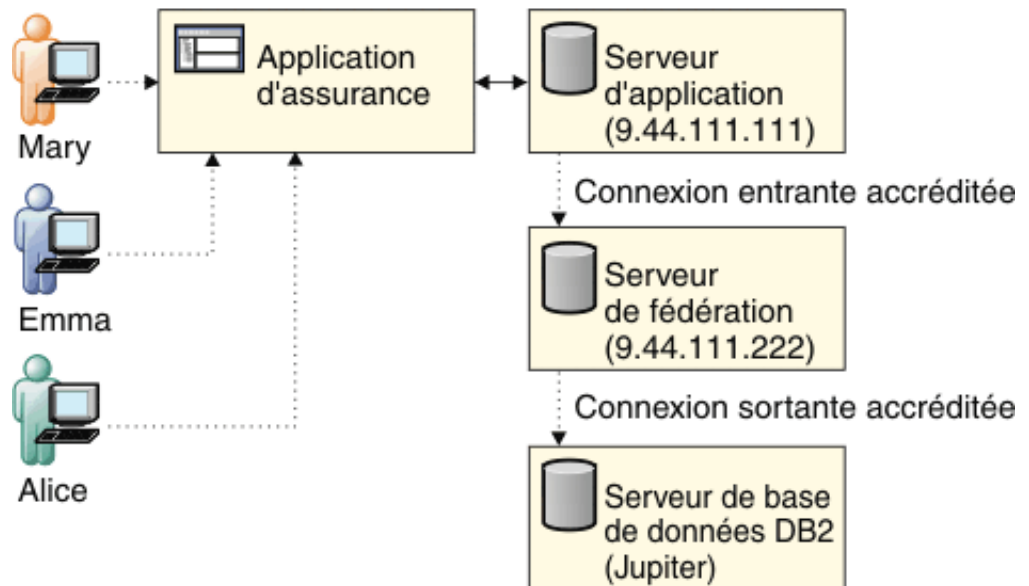 Mary
Emma
Alice
Application
d'assurance
Serveur
d'application
(9.44.111.111)
Connexion entrante accréditée
Serveur
de fédération
(9.44.111.222)
Connexion sortante accréditée
Serveur de base
de données DB2
(Jupiter)